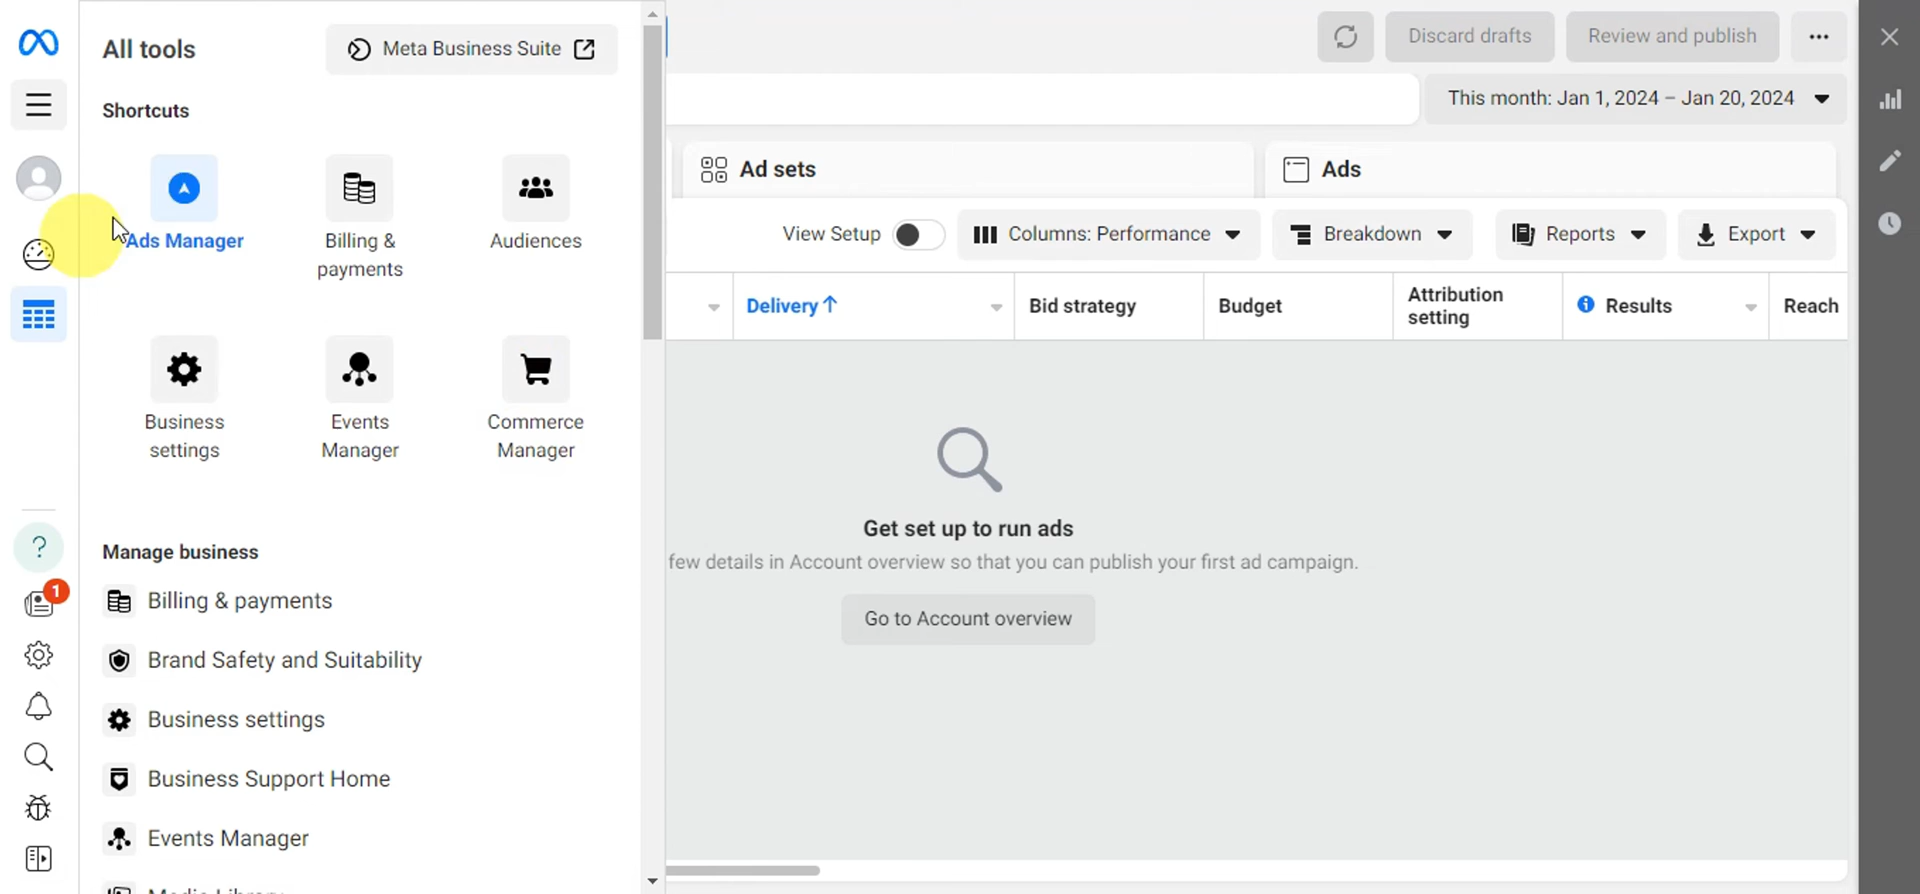 All tools
Meta Business Suite
Shortcuts
Ads Manager
Billing &
payments
Audiences
Business
settings
Events
Manager
Commerce
Manager
Manage business
Billing & payments
Brand Safety and Suitability
Business settings
Business Support Home
Events Manager
?
1
Discard drafts
Review and publish
This month: Jan 1, 2024 – Jan 20, 2024
Ad sets
Ads
View Setup
Columns: Performance
Breakdown
Reports
Export
Delivery ↑
Bid strategy
Budget
Attribution
setting
Results
Reach
Get set up to run ads
few details in Account overview so that you can publish your first ad campaign.
Go to Account overview